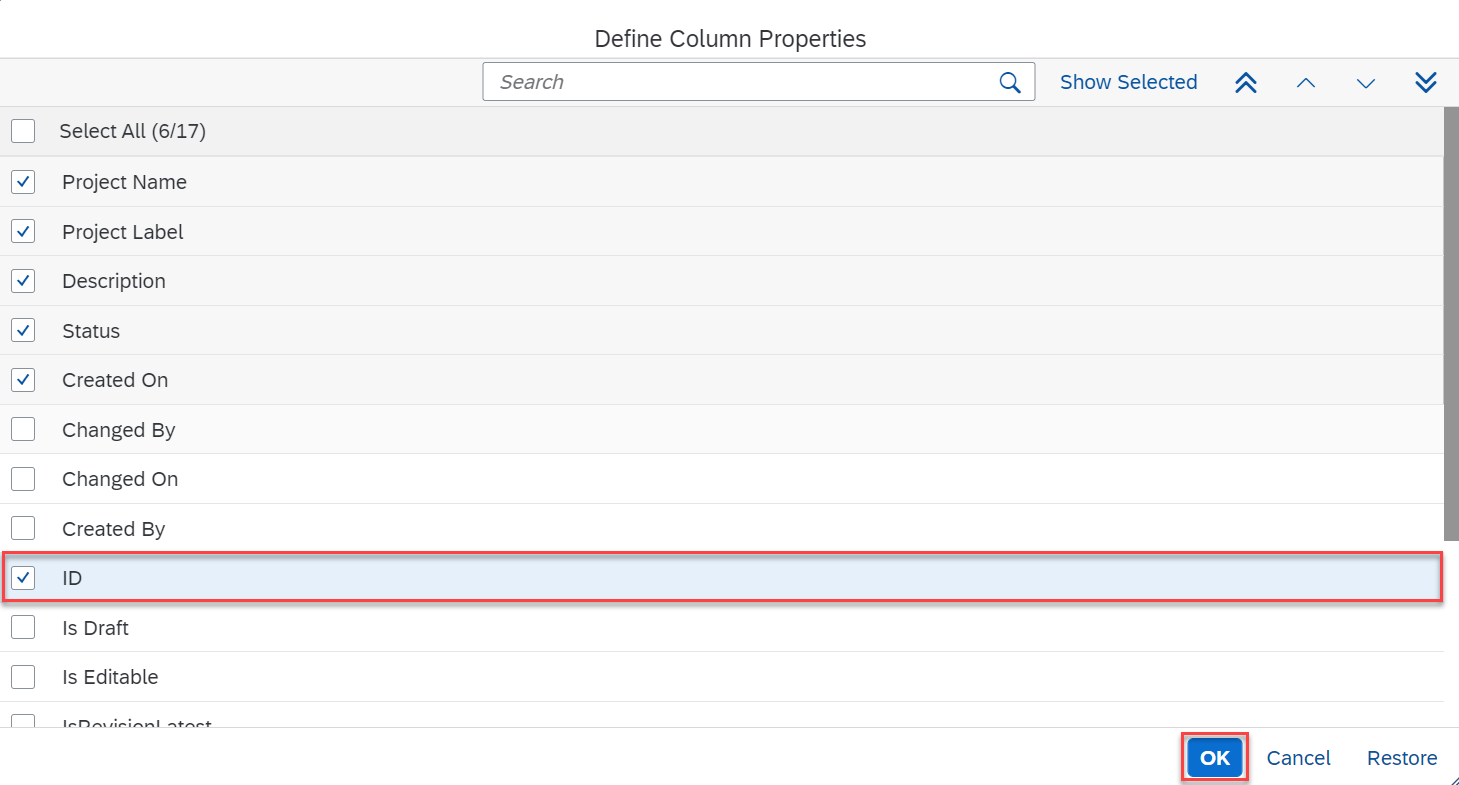 Define Column Properties
Search
Show Selected
Select All (6/17)
Project Name
Project Label
Description
Status
Created On
Changed By
Changed On
Created By
ID
Is Draft
Is Editable
IsRevisionLatest
OK Cancel Restore